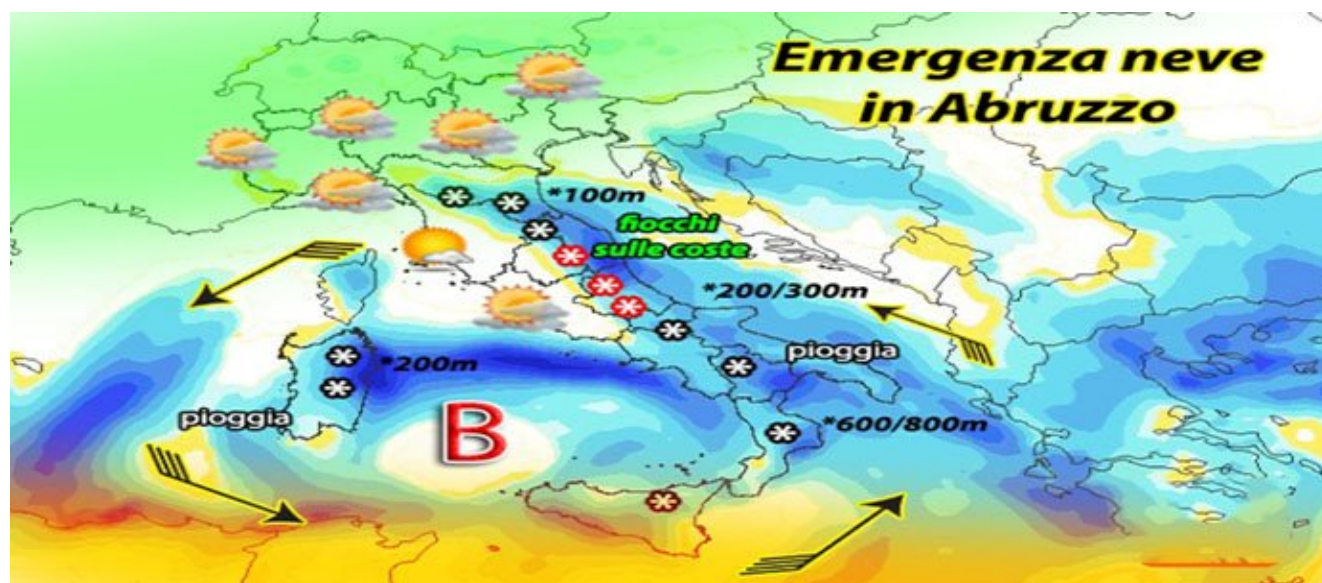 Emergenza neve
in Abruzzo
*100m
fiocchi
sulle coste
*200/300m
pioggia
*200m
pioggia
B
*600/800m